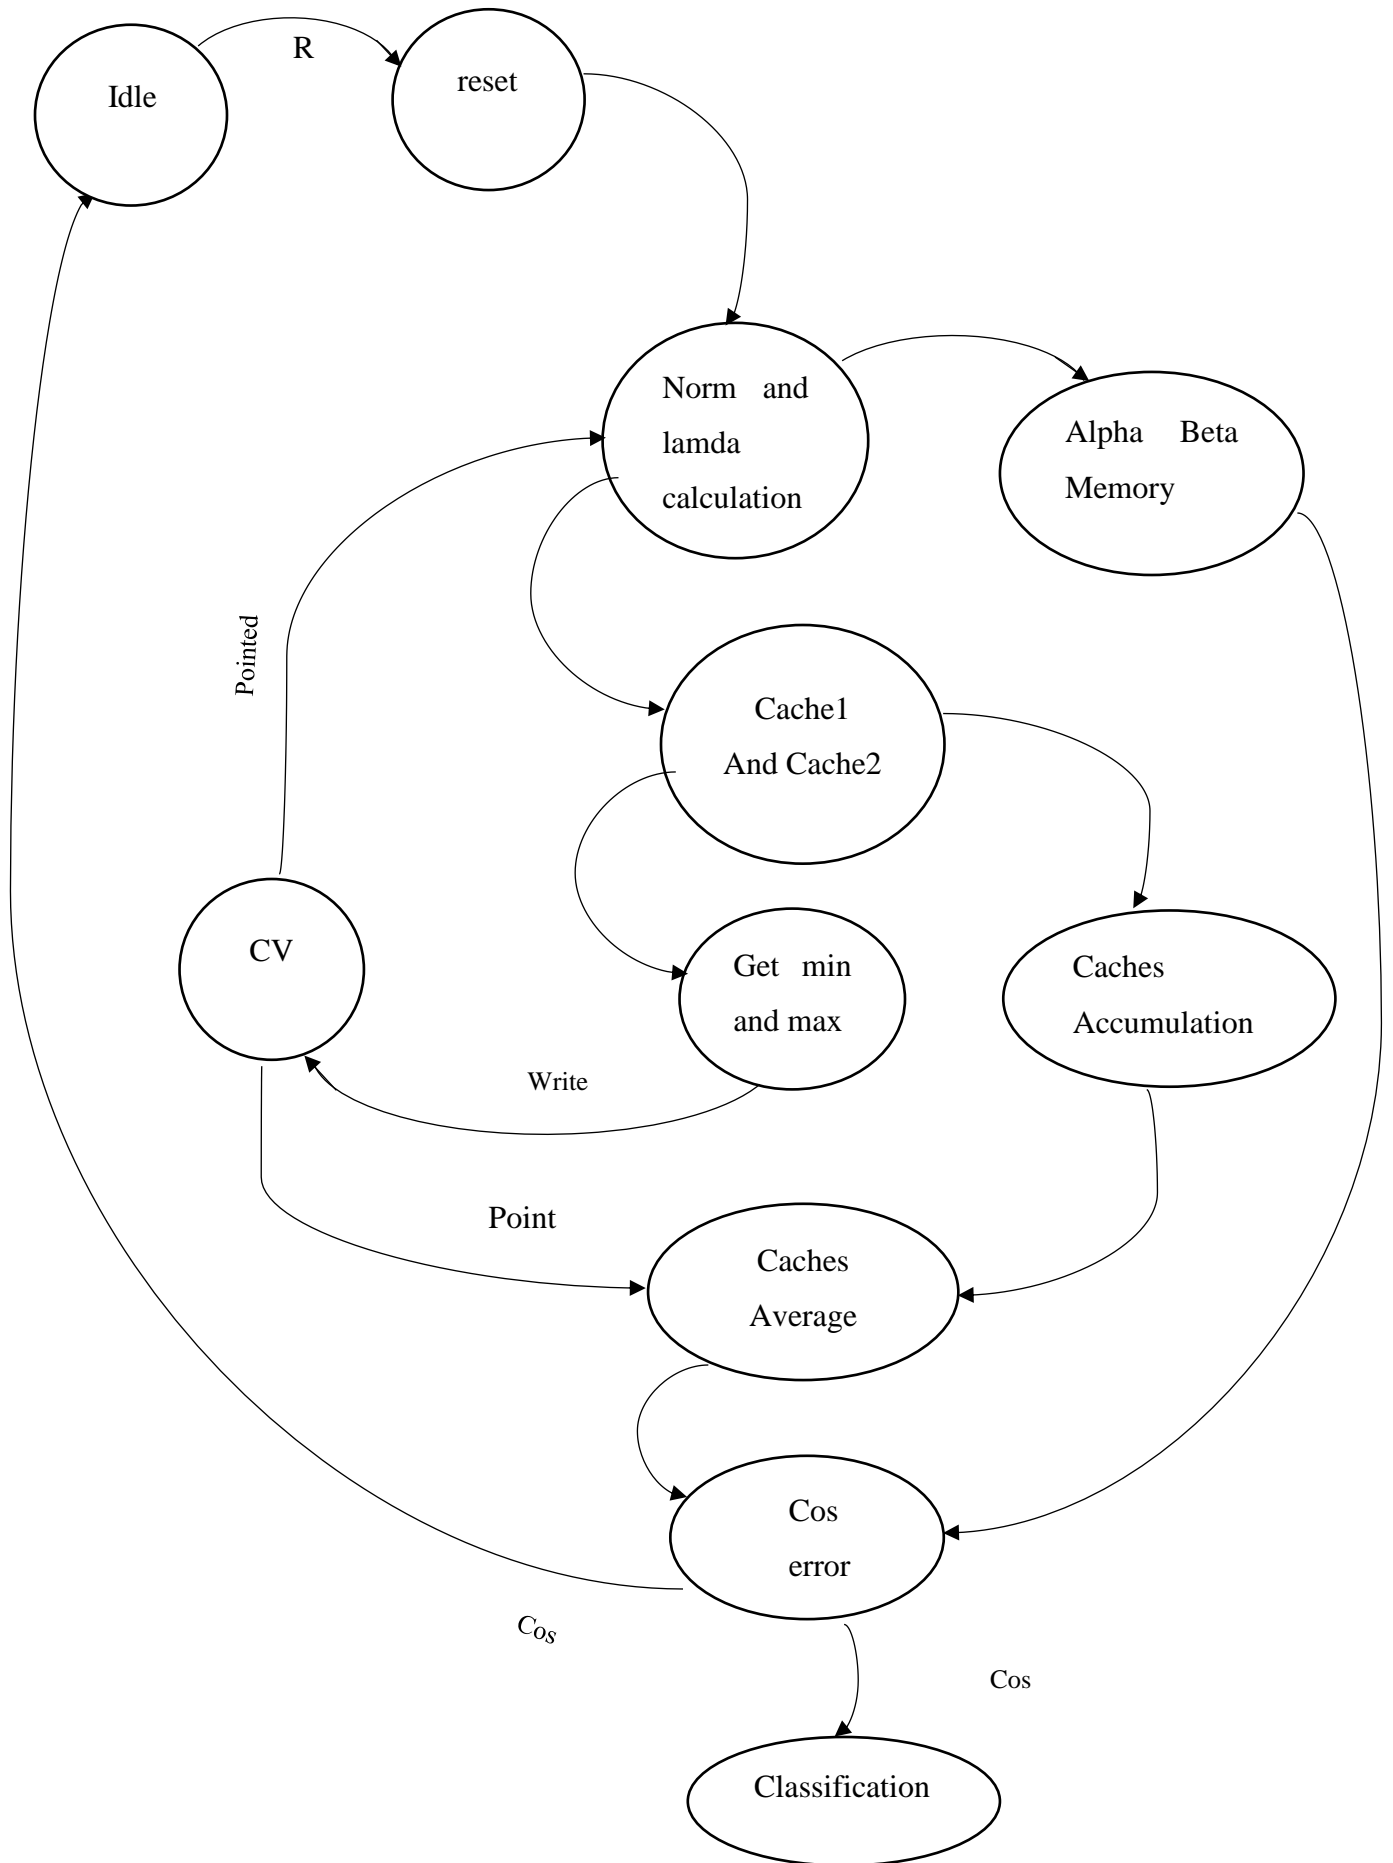 R
Idle
reset
Norm and
lamda
calculation
Alpha Beta
Memory
Pointed
Cache1
And Cache2
CV
Get min
and max
Caches
Accumulation
Write
Point
Caches
Average
Cos
error
Cos
Cos
Classification